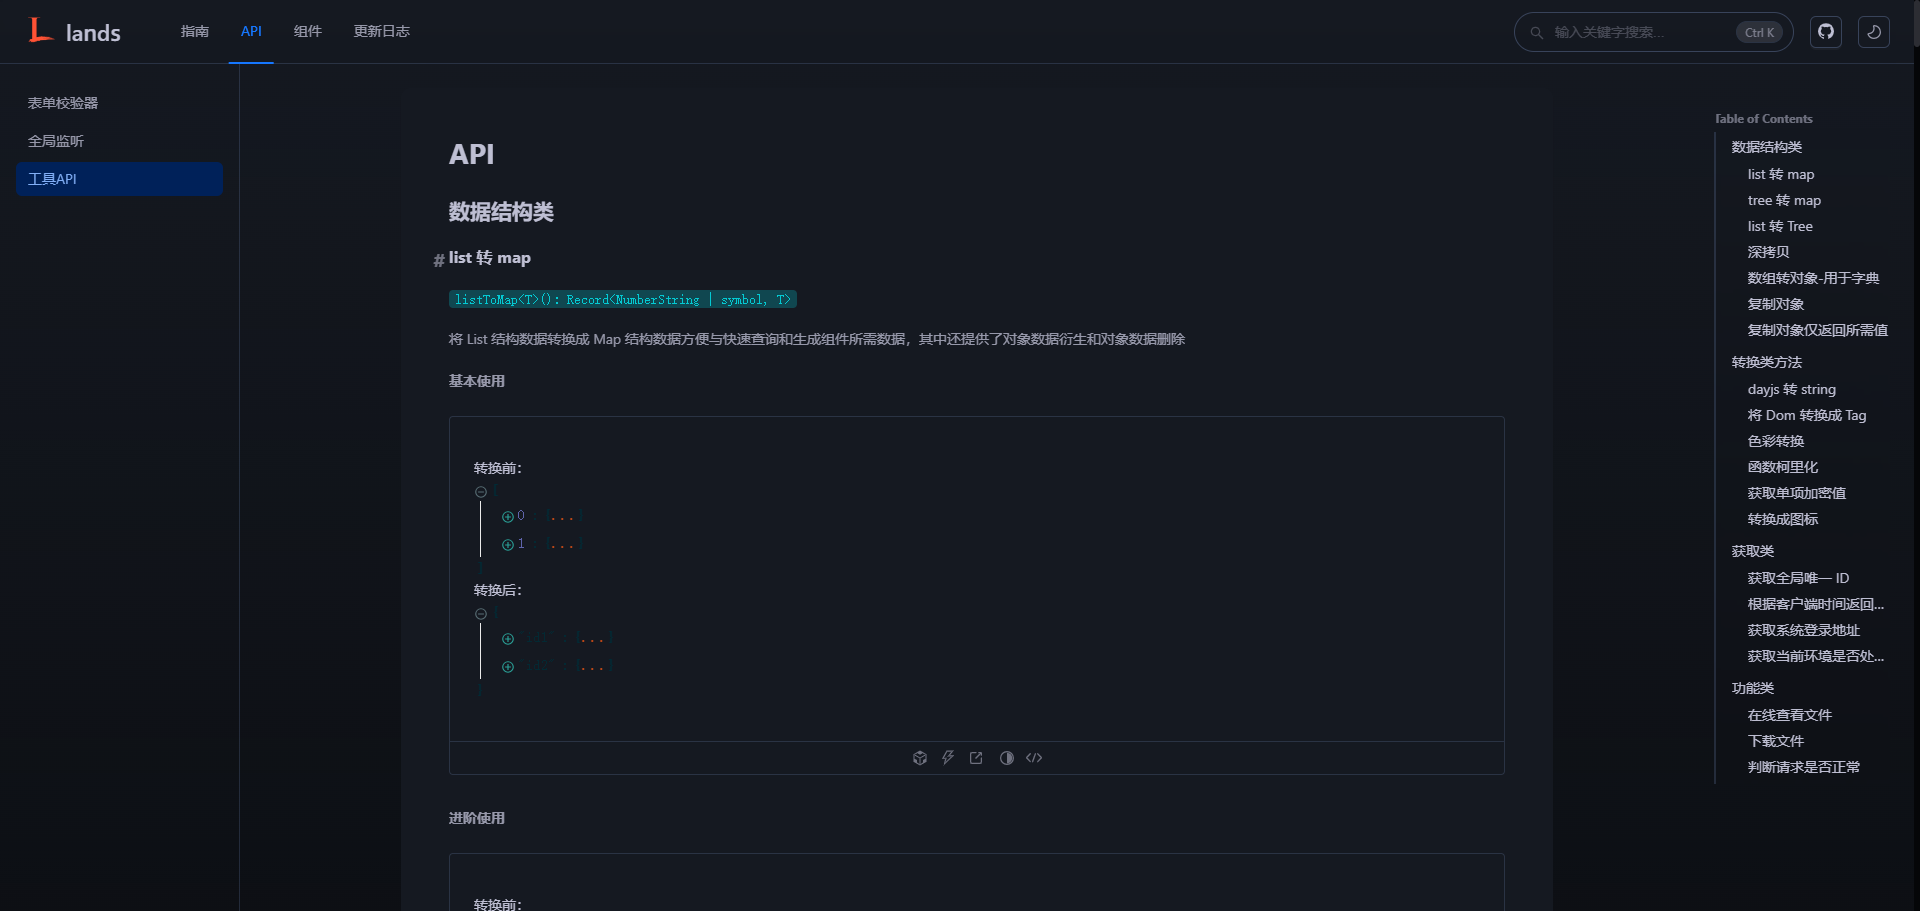 lands
指南
API
组件
更新日志
输入关键字搜索...
Ctrl K
表单校验器
全局监听
工具API
API
数据结构类
# list 转 map
listToMap<T>(): Record<NumberString | symbol, T>
将 List 结构数据转换成 Map 结构数据方便与快速查询和生成组件所需数据，其中还提供了对象数据衍生和对象数据删除
基本使用
转换前：
0 : ...
1 : ...
转换后：
...
...
进阶使用
转换前：
Table of Contents
数据结构类
list 转 map
tree 转 map
list 转 Tree
深拷贝
数组转对象-用于字典
复制对象
复制对象仅返回所需值
转换类方法
dayjs 转 string
将 Dom 转换成 Tag
色彩转换
函数柯里化
获取单项加密值
转换成图标
获取类
获取全局唯一 ID
根据客户端时间返回...
获取系统登录地址
获取当前环境是否处...
功能类
在线查看文件
下载文件
判断请求是否正常